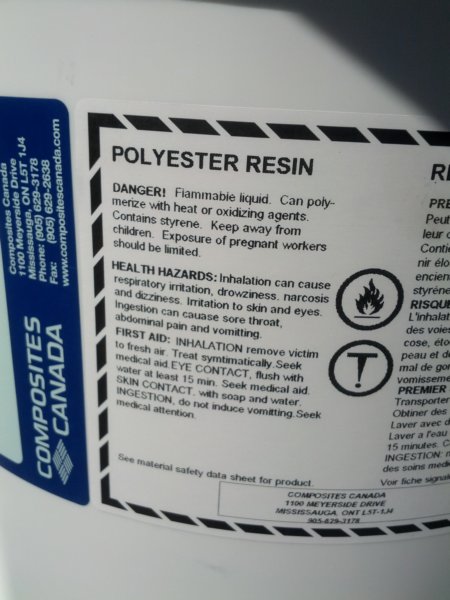 Composites Canada
1100 Meyerside Drive
Mississauga, ON L5T 1J4
Phone: (905) 629-3178
Fax: (905) 629-2638
www.compositescanada.com
COMPOSITES
CANADA
POLYESTER RESIN
DANGER! Flammable liquid. Can poly-
merize with heat or oxidizing agents.
Contains styrene. Keep away from
children. Exposure of pregnant workers
should be limited.
HEALTH HAZARDS: Inhalation can cause
respiratory irritation, drowziness. narcosis
and dizziness. Irritation to skin and eyes.
Ingestion can cauase sore throat,
abdominal pain and vomitting.
FIRST AID: INHALATION remove victim
to fresh air. Treat symtimatically. Seek
medical aid. EYE CONTACT, flush with
water at least 15 min. Seek medical aid.
SKIN CONTACT, with soap and water.
INGESTION, do not induce vomitting. Seek
medical attention.
See material safety data sheet for product.
COMPOSITES CANADA
1100 MEYERSIDE DRIVE
MISSISSAUGA, ONT L5T-1J4
905-629-3178
RE
PRE
Peut
leur o
Contie
nir élo
encien
styréne
RISQUE
L'inhalat
des voies
cose, éto
peau et d
mal de gor
vomisseme
PREMIER
Transporter
Obtiner des
Laver avec d
Laver a l'eau
15 minutes. C
INGESTION: n
des soins medi
Voir fiche signal